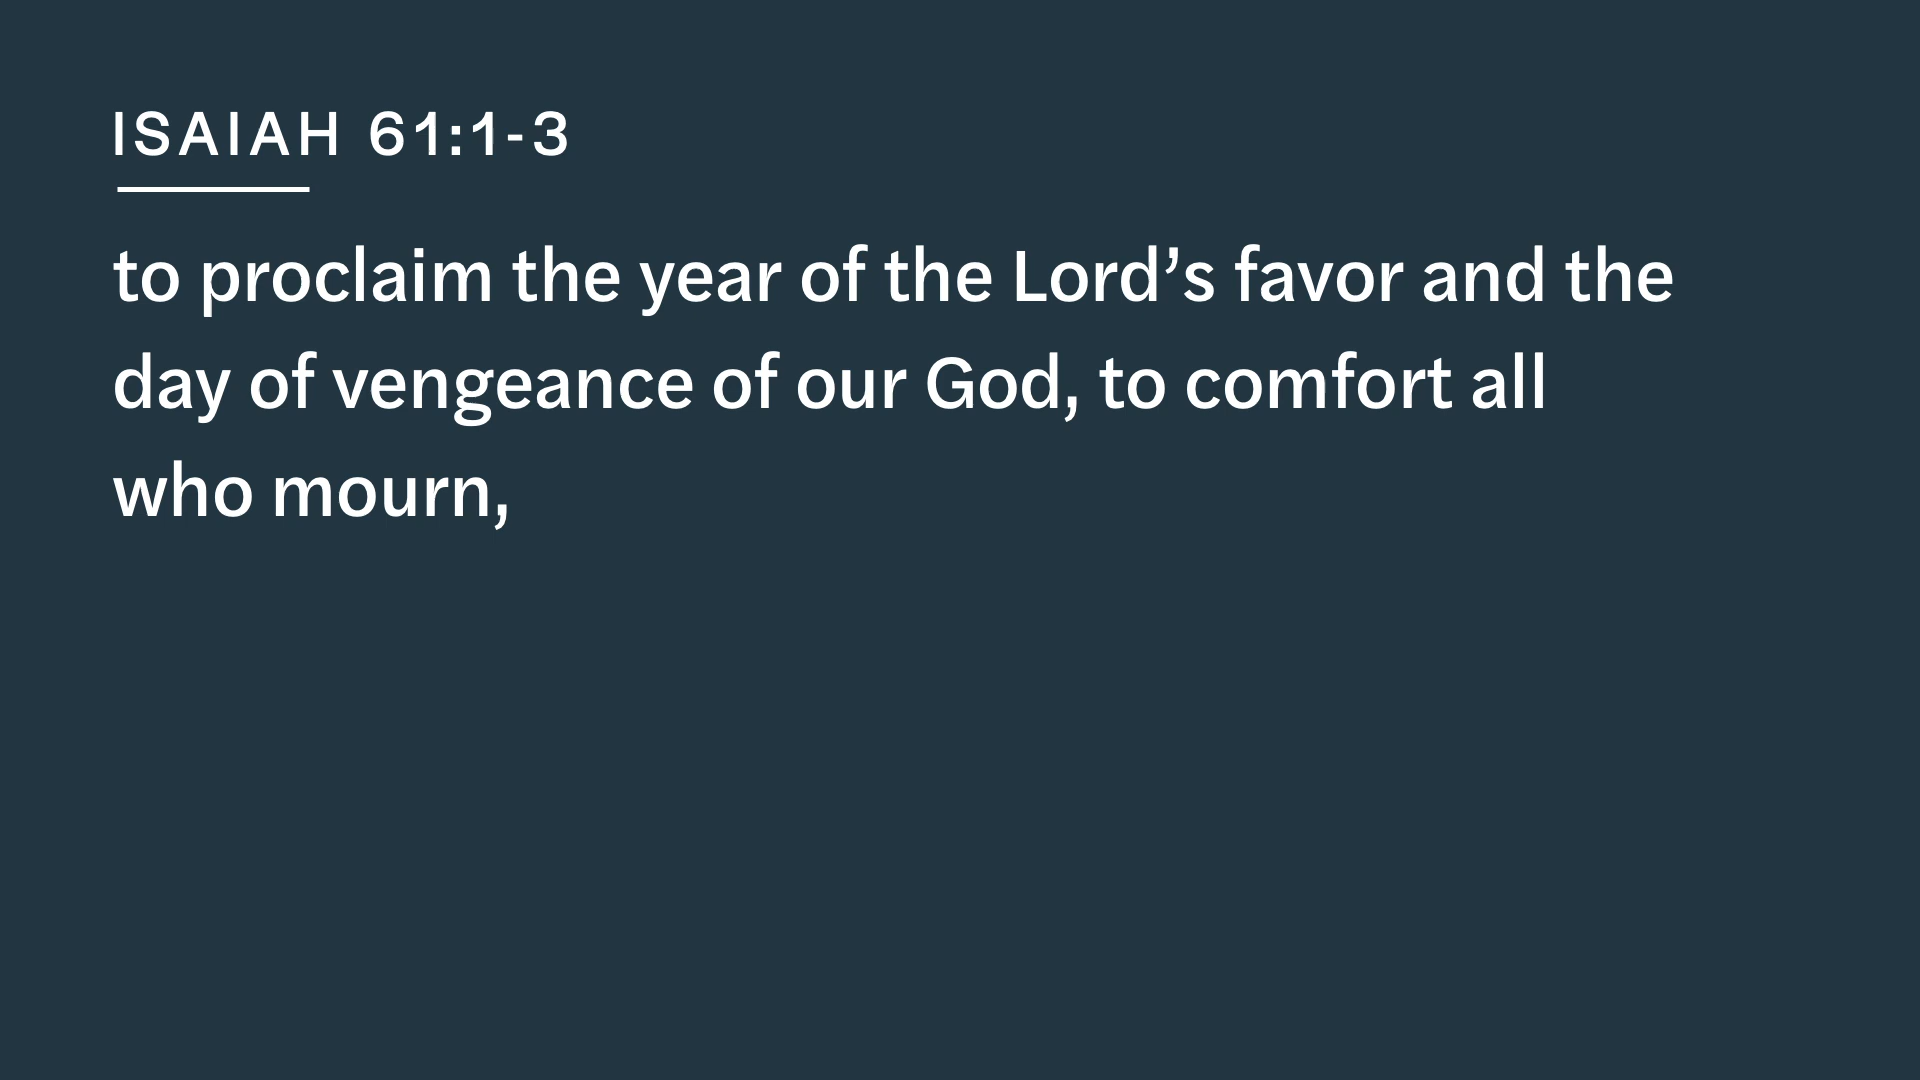 ISAIAH 61:1-3
to proclaim the year of the Lord’s favor and the
day of vengeance of our God, to comfort all
who mourn,